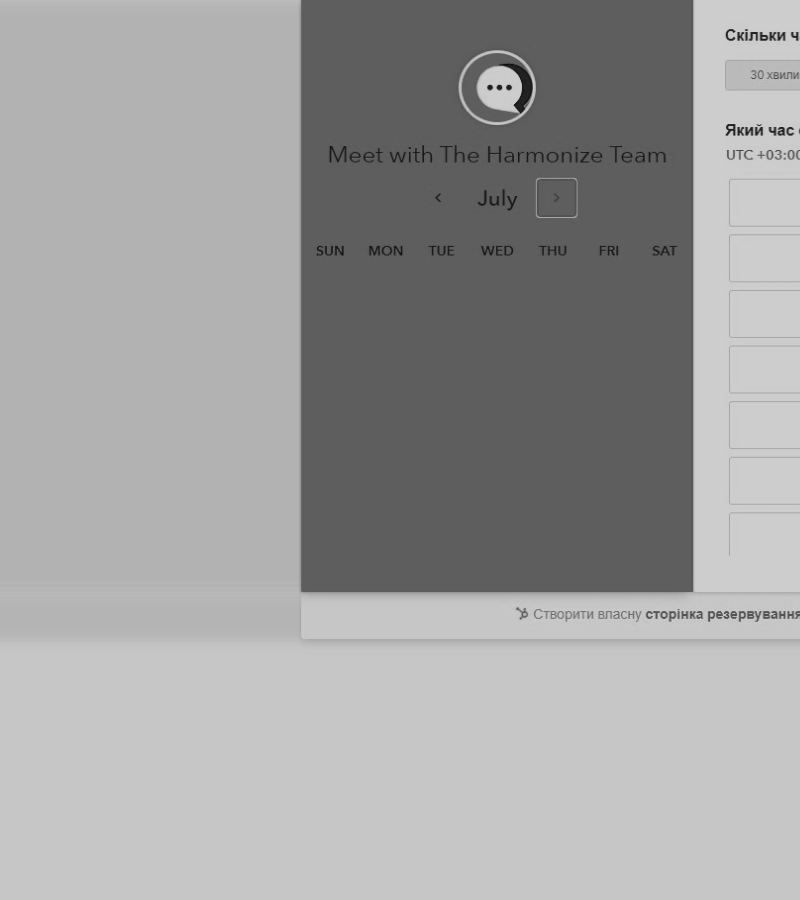 Meet with The Harmonize Team
July
SUN MON TUE WED THU FRI SAT
Скільки
30
Який час
UTC +03:00
Створити власну сторінка резервування